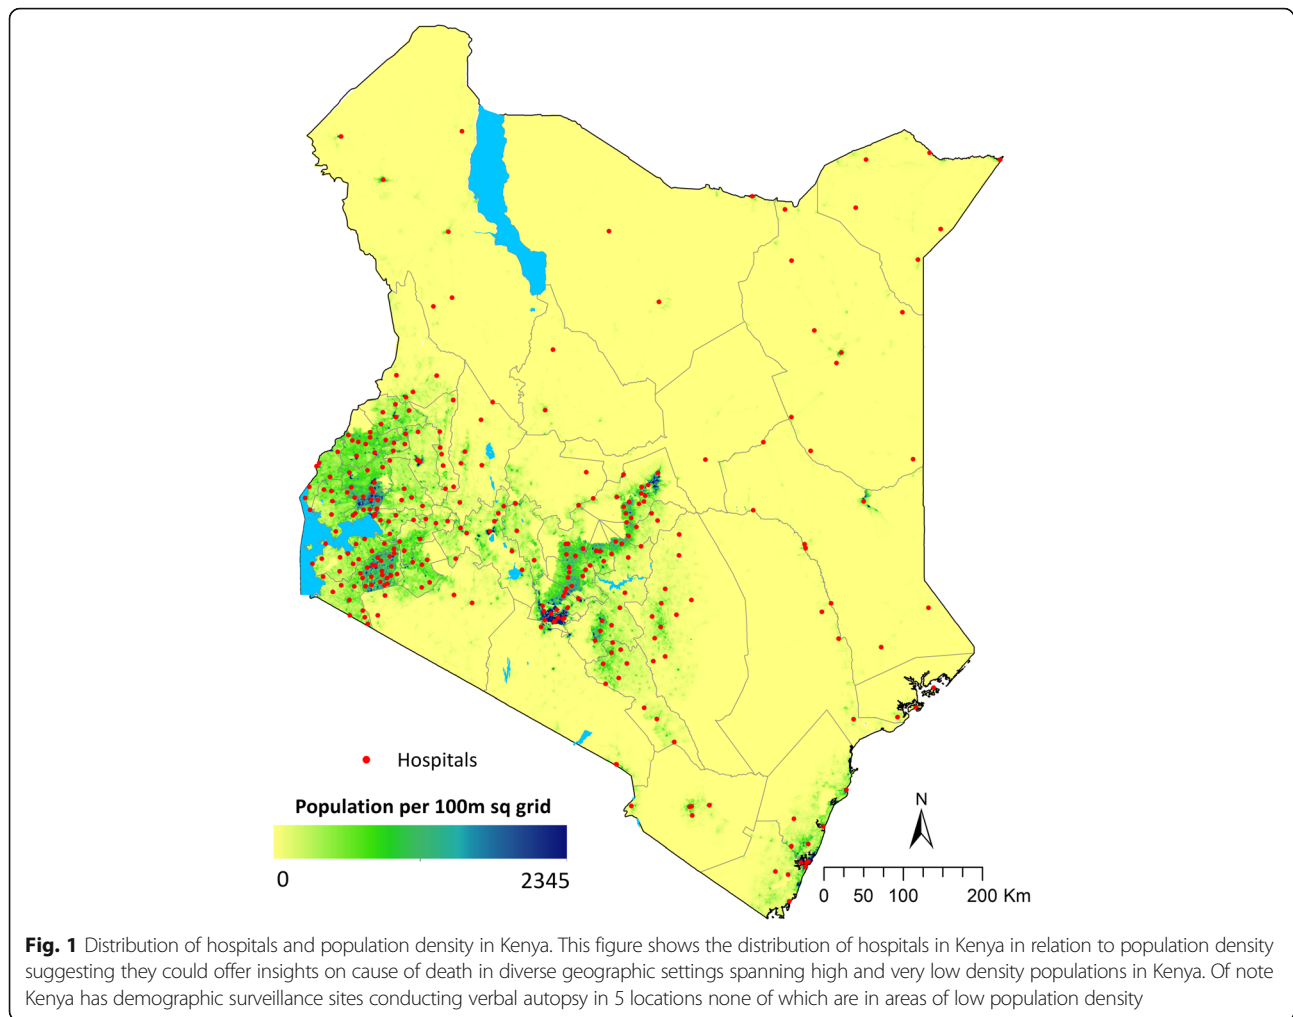 Hospitals
Population per 100m sq grid
0 2345
N
0 50 100 200 Km
Fig. 1 Distribution of hospitals and population density in Kenya. This figure shows the distribution of hospitals in Kenya in relation to population density
suggesting they could offer insights on cause of death in diverse geographic settings spanning high and very low density populations in Kenya. Of note
Kenya has demographic surveillance sites conducting verbal autopsy in 5 locations none of which are in areas of low population density